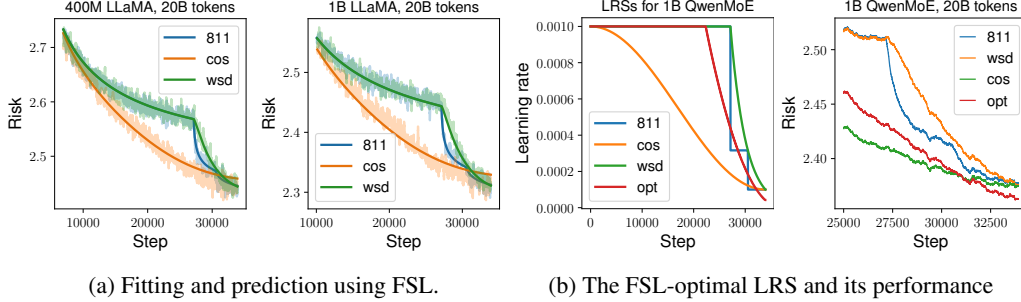 400M LLaMA, 20B tokens
Risk
2.7
2.6
2.5
811
cos
wsd
10000
20000
30000
Step
1B LLaMA, 20B tokens
Risk
2.5
2.4
2.3
811
cos
wsd
10000
20000
30000
Step
(a) Fitting and prediction using FSL.
LRSs for 1B QwenMoE
Learning rate
0.0010
0.0008
0.0006
0.0004
0.0002
0.0000
811
cos
wsd
opt
0
10000
20000
30000
Step
1B QwenMoE, 20B tokens
Risk
2.50
2.45
2.40
811
wsd
cos
opt
25000
27500
30000
32500
Step
(b) The FSL-optimal LRS and its performance